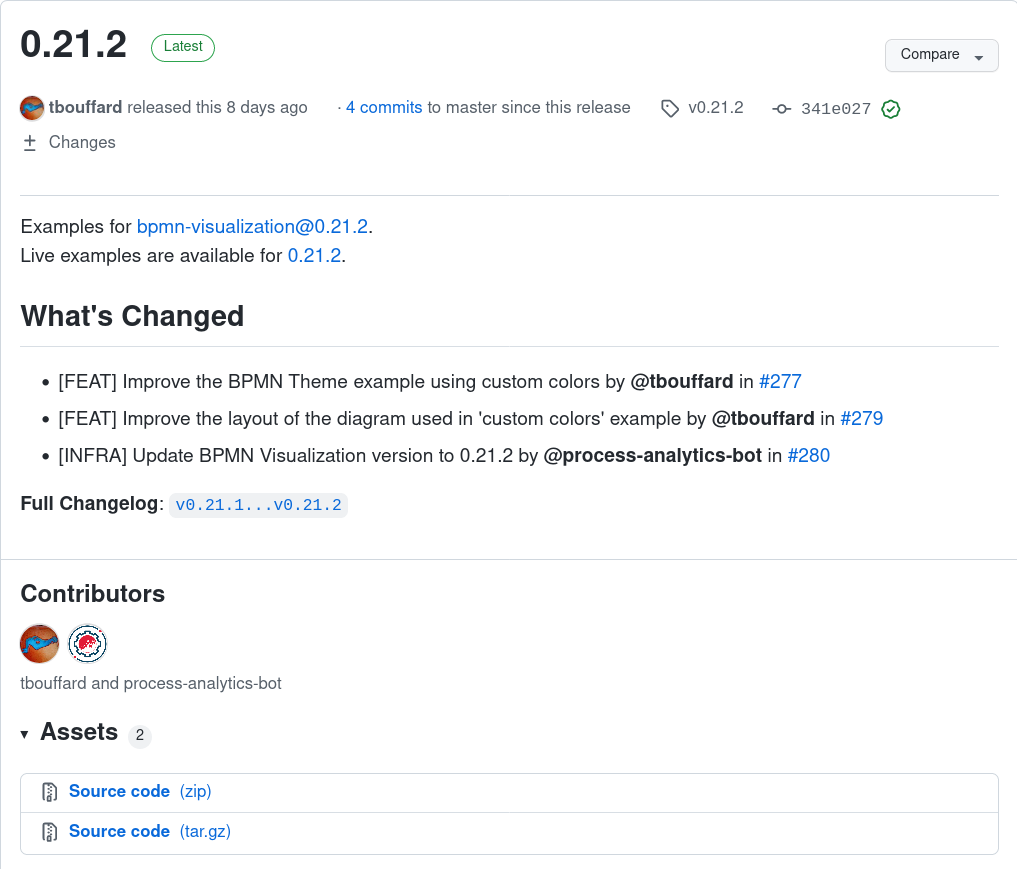 0.21.2 Latest
Compare
tbouffard released this 8 days ago · 4 commits to master since this release v0.21.2 341e027
Changes
Examples for bpmn-visualization@0.21.2.
Live examples are available for 0.21.2.
What's Changed
• [FEAT] Improve the BPMN Theme example using custom colors by @tbouffard in #277
• [FEAT] Improve the layout of the diagram used in 'custom colors' example by @tbouffard in #279
• [INFRA] Update BPMN Visualization version to 0.21.2 by @process-analytics-bot in #280
Full Changelog: v0.21.1...v0.21.2
Contributors
tbouffard and process-analytics-bot
Assets 2
Source code (zip)
Source code (tar.gz)